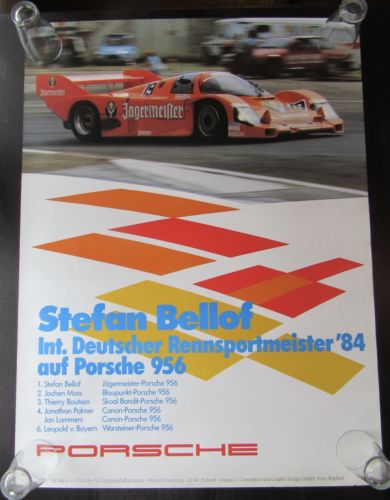 19
Jägermeister
19
Stefan Bellof
Int. Deutscher Rennsportmeister '84
auf Porsche 956
1. Stefan Bellof Jägermeister-Porsche 956
2. Jochen Mass Blaupunkt-Porsche 956
3. Thierry Boutsen Skoal Bandit-Porsche 956
4. Jonathan Palmer Canon-Porsche 956
Jan Lammers Canon-Porsche 956
6. Leopold v. Bayern Warsteiner-Porsche 956
PORSCHE